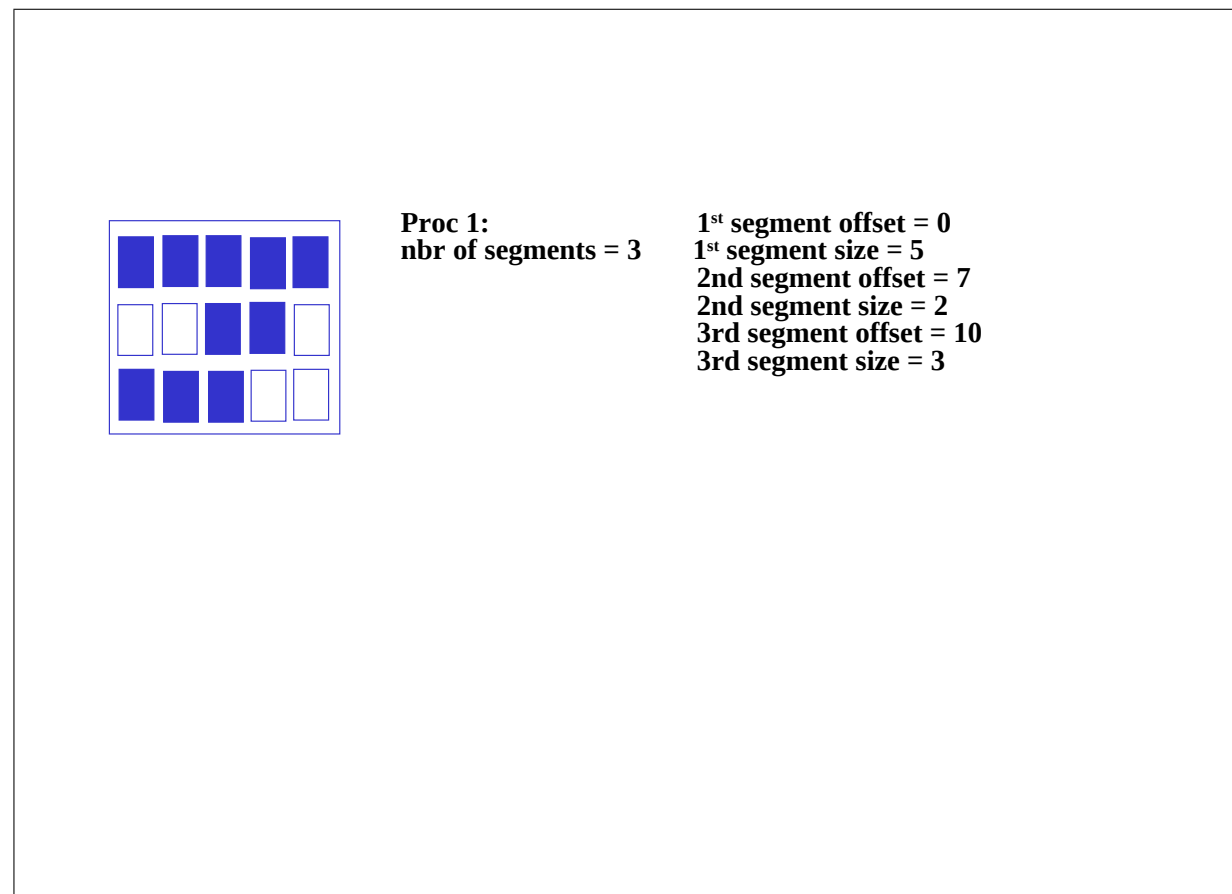 Proc 1:
nbr of segments = 3
1st segment offset = 0
1st segment size = 5
2nd segment offset = 7
2nd segment size = 2
3rd segment offset = 10
3rd segment size = 3